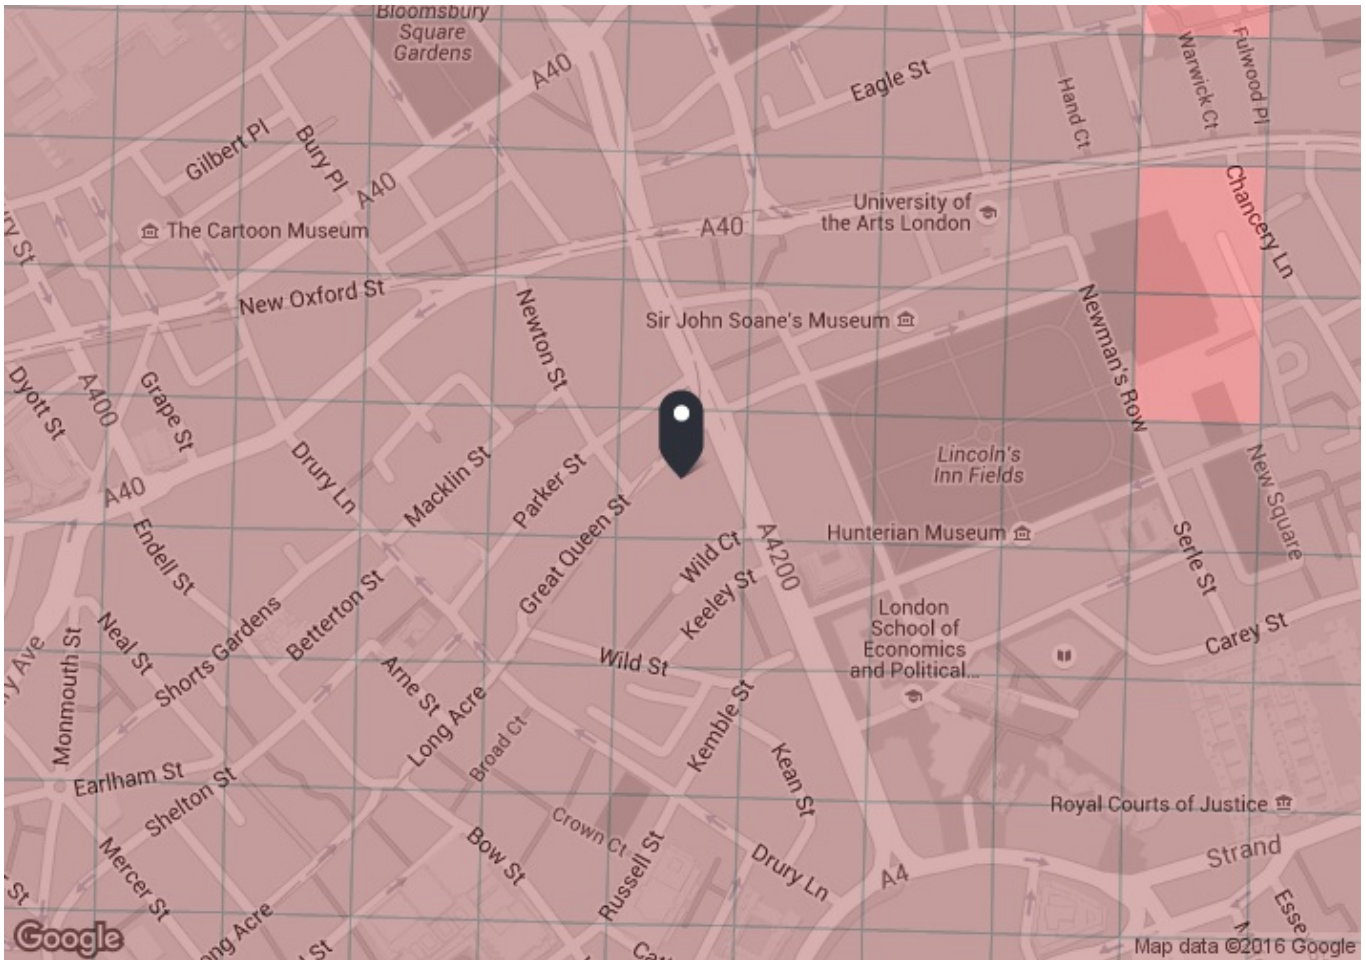 Bloomsbury
Square
Gardens
A40
Eagle St
Hand Ct
Warwick Ct
Fulwood Pl
Gilbert Pl
Bury Pl
A40
The Cartoon Museum
University of
the Arts London
A40
Chancery Ln
New Oxford St
Newton St
Sir John Soane's Museum
Newman's Row
Dyott St
A400
Grape St
Drury Ln
Macklin St
Parker St
Lincoln's
Inn Fields
New Square
A40
Endell St
Great Queen St
Wild Ct
A4200
Hunterian Museum
Serle St
Keeley St
London
School of
Economics
and Political...
Carey St
Neal St
Shorts Gardens
Betterton St
Arne St
Wild St
Monmouth St
Long Acre
Broad Ct
Kemble St
Kean St
Earlham St
Shelton St
Royal Courts of Justice
Crown Ct
Strand
Mercer St
Bow St
Russell St
Drury Ln
A4
Google
Map data ©2016 Google